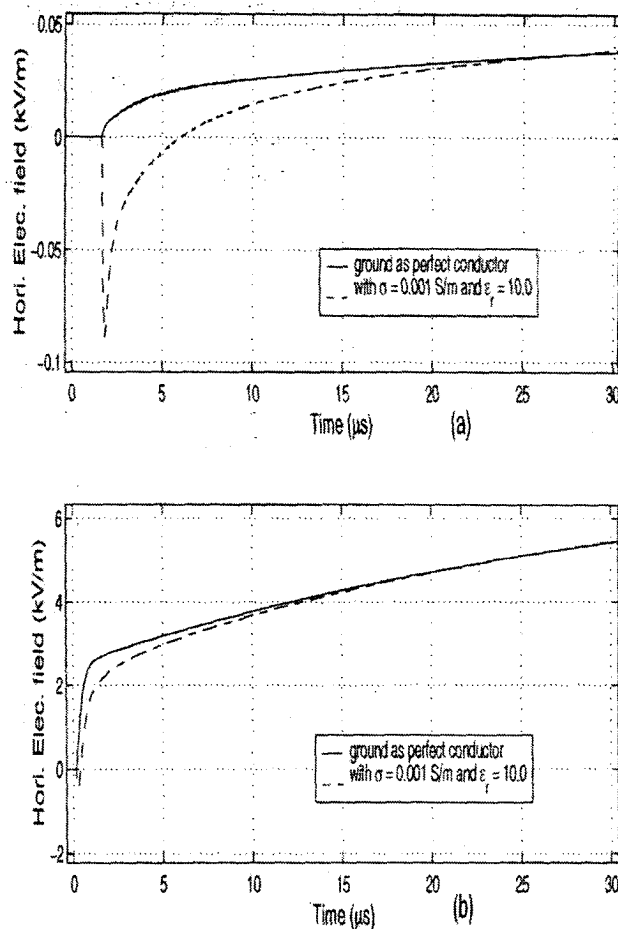 0.05
0
-0.05
-0.1
Hori. Elec. field (kV/m)
ground as perfect conductor
with σ = 0.001 S/m and ε_r = 10.0
0 5 10 15 20 25 30
Time (µs) (a)
6
4
2
0
-2
Hori. Elec. field (kV/m)
ground as perfect conductor
with σ = 0.001 S/m and ε_r = 10.0
0 5 10 15 20 25 30
Time (µs) (b)